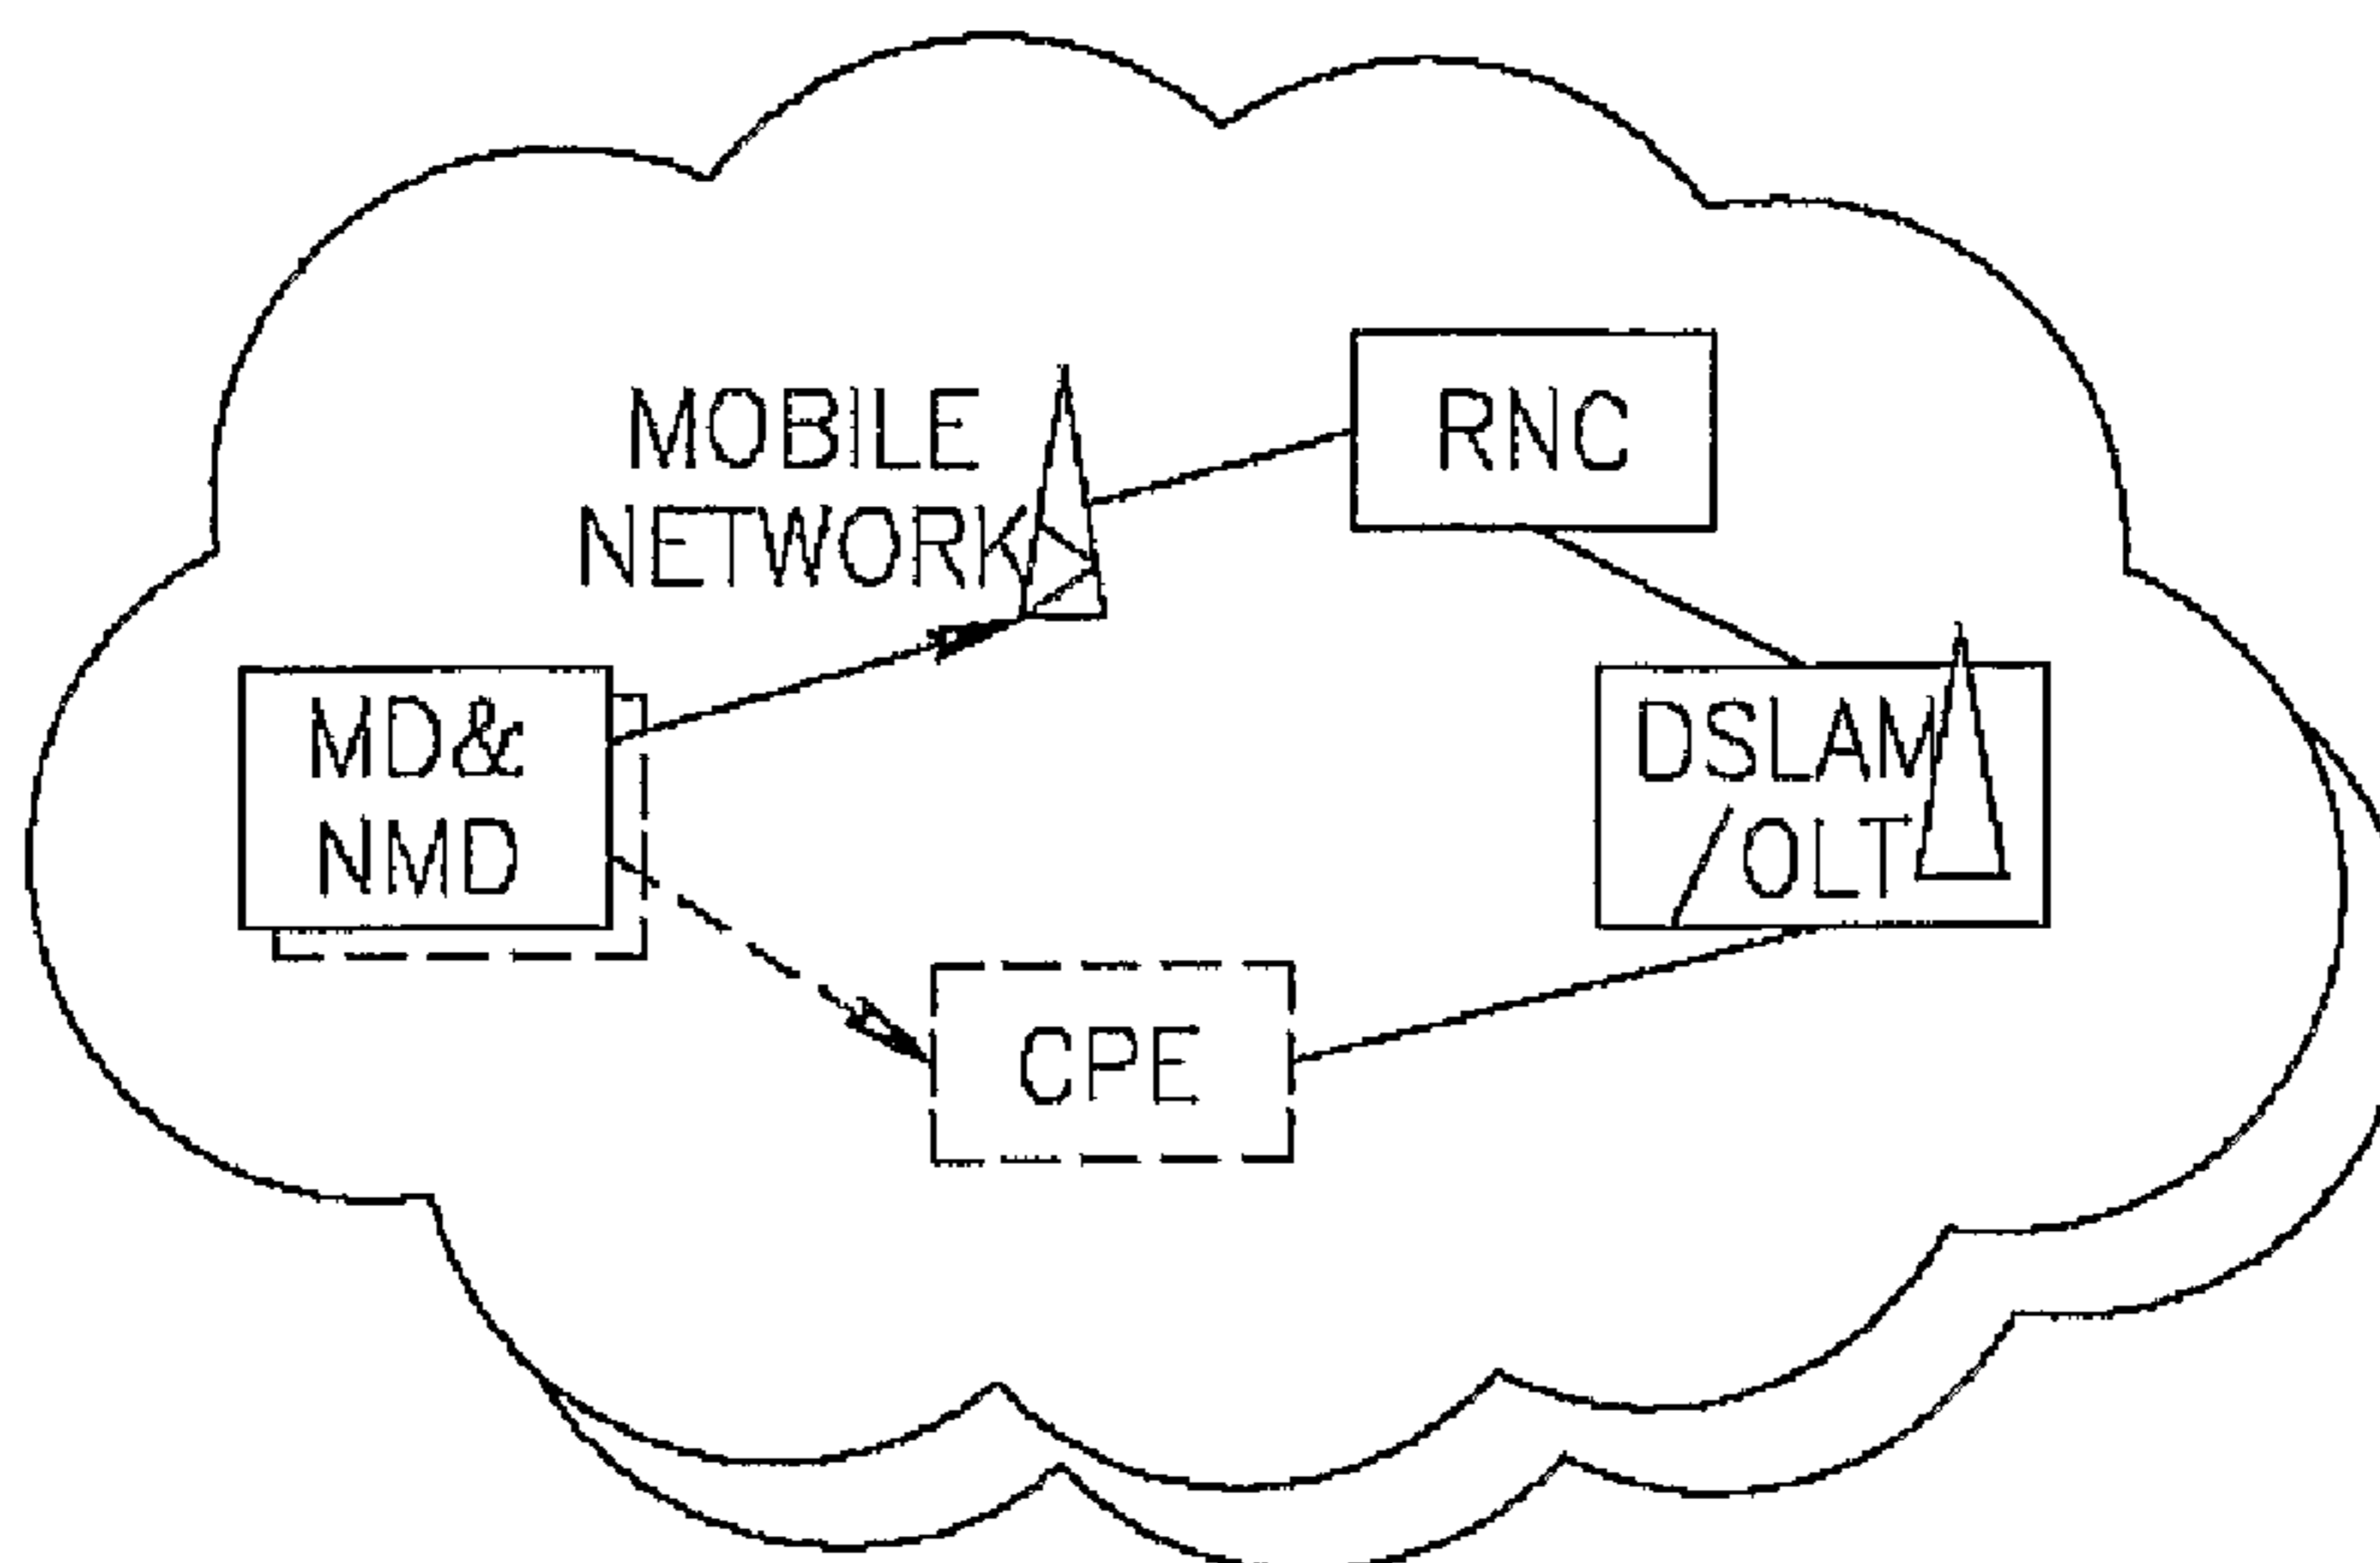 MOBILE
NETWORK
RNC
MD&
NMD
DSLAM
/OLT
CPE